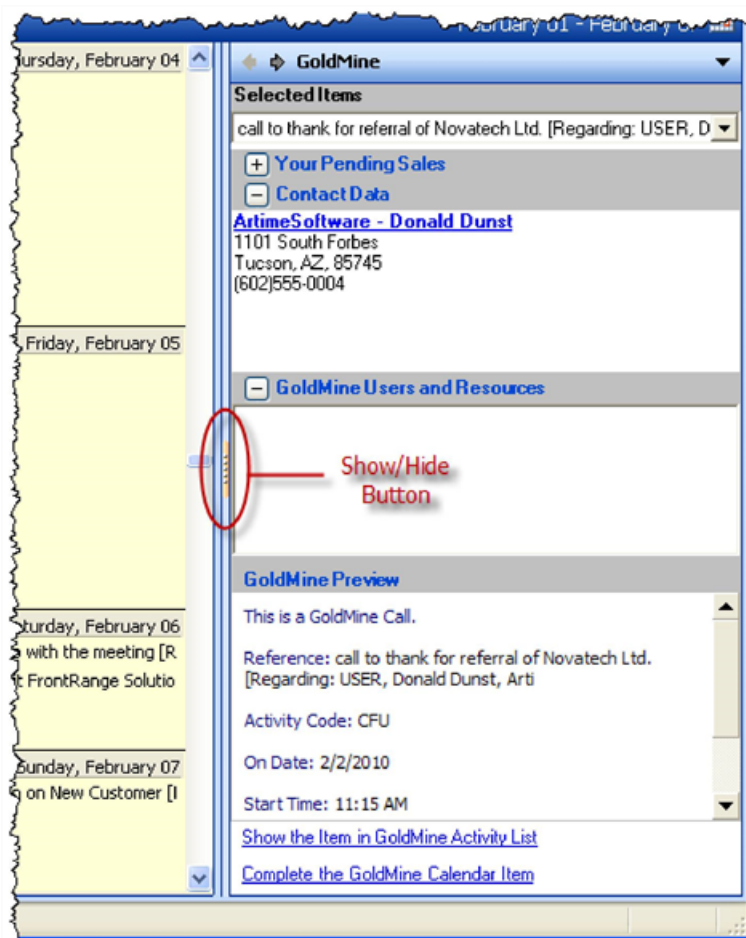 February 01 - February
ursday, February 04
GoldMine
Selected Items
call to thank for referral of Novatech Ltd. [Regarding: USER, D
Your Pending Sales
Contact Data
ArtimeSoftware - Donald Dunst
1101 South Forbes
Tucson, AZ, 85745
(602)555-0004
Friday, February 05
GoldMine Users and Resources
Show/Hide
Button
GoldMine Preview
This is a GoldMine Call.
turday, February 06
with the meeting [R
Reference: call to thank for referral of Novatech Ltd.
[Regarding: USER, Donald Dunst, Arti
t FrontRange Solutio
Activity Code: CFU
On Date: 2/2/2010
Sunday, February 07
on New Customer [I
Start Time: 11:15 AM
Show the Item in GoldMine Activity List
Complete the GoldMine Calendar Item